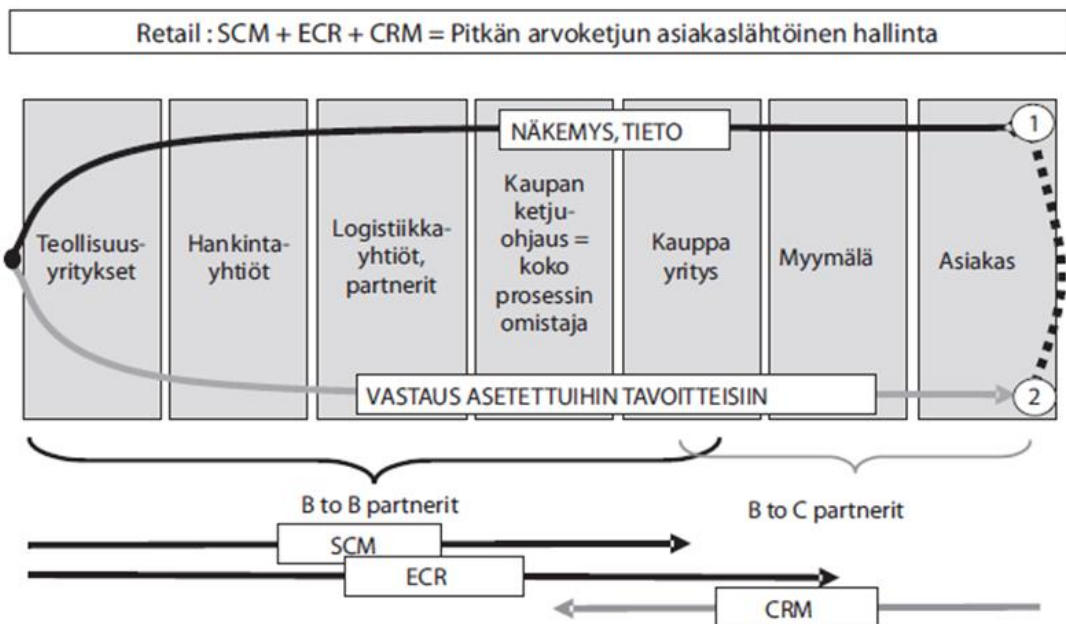 Retail : SCM + ECR + CRM = Pitkän arvoketjun asiakaslähtöinen hallinta
NÄKEMYS, TIETO
1
Teollisuus-
yritykset
Hankinta-
yhtiöt
Logistiikka-
yhtiöt,
partnerit
Kaupan
ketju-
ohjaus =
koko
prosessin
omistaja
Kauppa
yritys
Myymälä
Asiakas
VASTAUS ASETETTUIHIN TAVOITTEISIIN
2
B to B partnerit
B to C partnerit
SCM
ECR
CRM